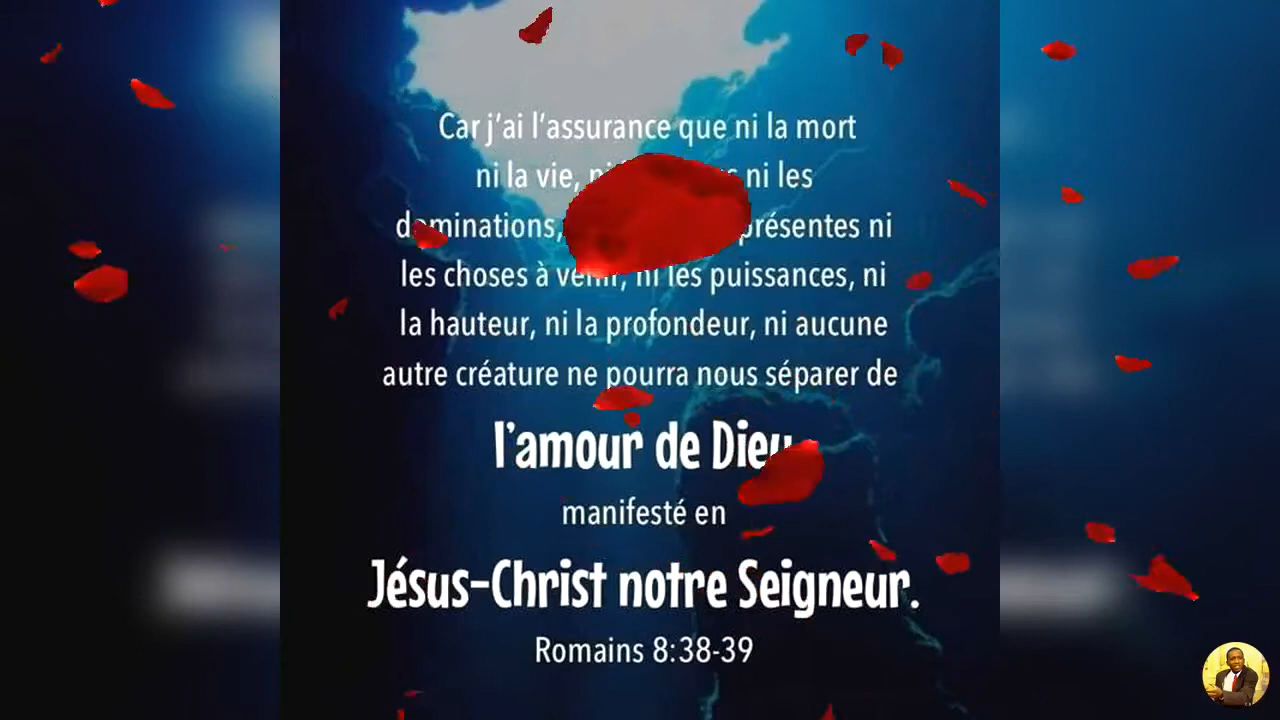 Car j'ai l'assurance que ni la mort
ni la vie, ni ni les
dominations, présentes ni
les choses à venir, ni les puissances, ni
la hauteur, ni la profondeur, ni aucune
autre créature ne pourra nous séparer de
l'amour de Dieu
manifesté en
Jésus-Christ notre Seigneur.
Romains 8:38-39